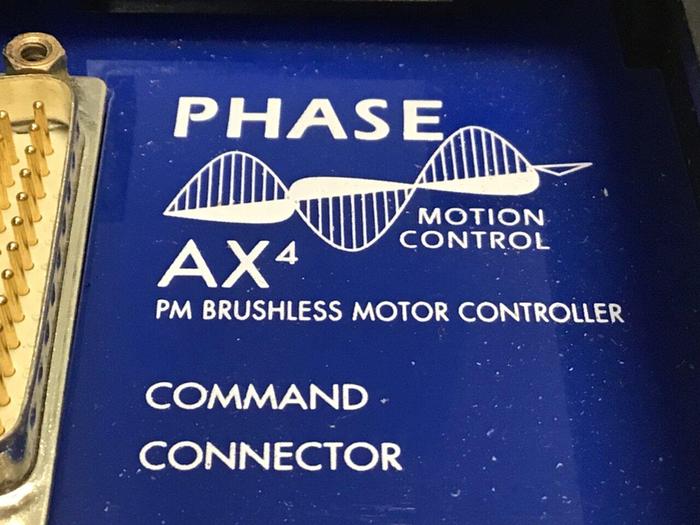 PHASE
MOTION
CONTROL
AX⁴
PM BRUSHLESS MOTOR CONTROLLER
COMMAND
CONNECTOR